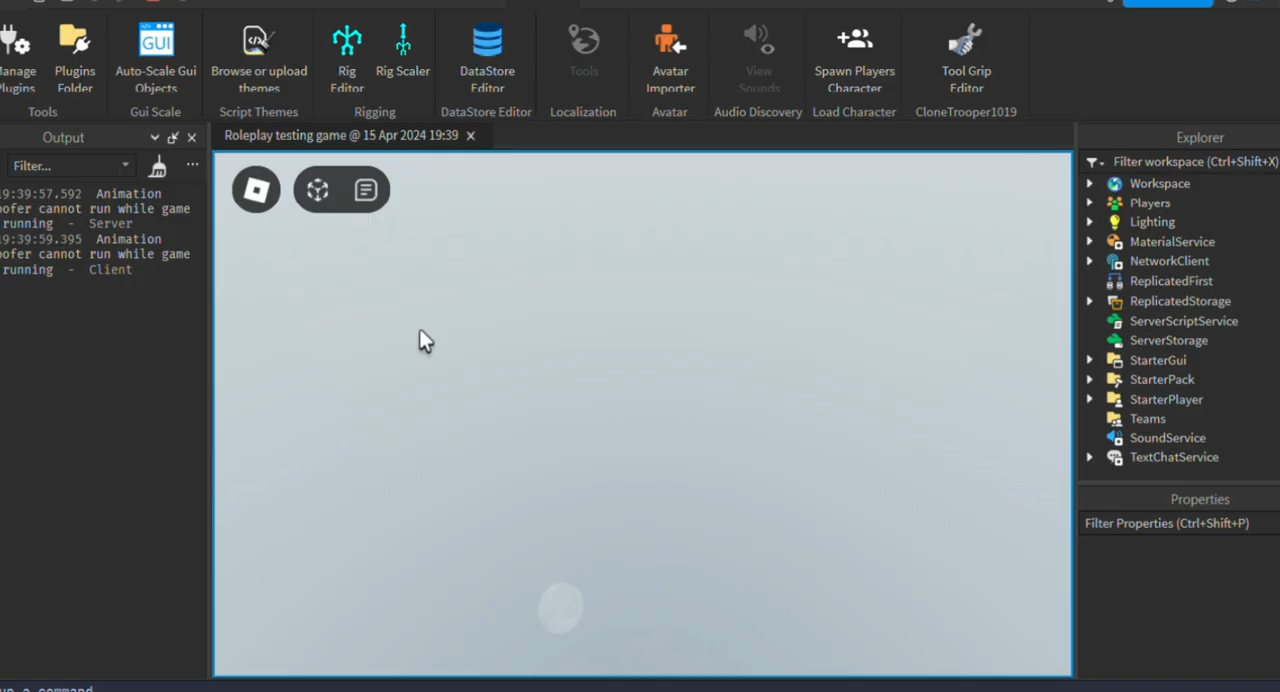 Manage Plugins
Plugins Folder
Auto-Scale Gui Objects
GUI
Browse or upload themes
Rig Editor
Rig Scaler
DataStore Editor
Tools
Avatar Importer
View Sounds
Spawn Players Character
Tool Grip Editor
Tools
Gui Scale
Script Themes
Rigging
DataStore Editor
Localization
Avatar
Audio Discovery
Load Character
CloneTrooper1019
Output
Roleplay testing game @ 15 Apr 2024 19:39
Explorer
Filter...
Filter workspace (Ctrl+Shift+X)
19:39:57.592 Animation
oofer cannot run while game
running - Server
19:39:59.395 Animation
oofer cannot run while game
running - Client
Workspace
Players
Lighting
MaterialService
NetworkClient
ReplicatedFirst
ReplicatedStorage
ServerScriptService
ServerStorage
StarterGui
StarterPack
StarterPlayer
Teams
SoundService
TextChatService
Properties
Filter Properties (Ctrl+Shift+P)
un a command